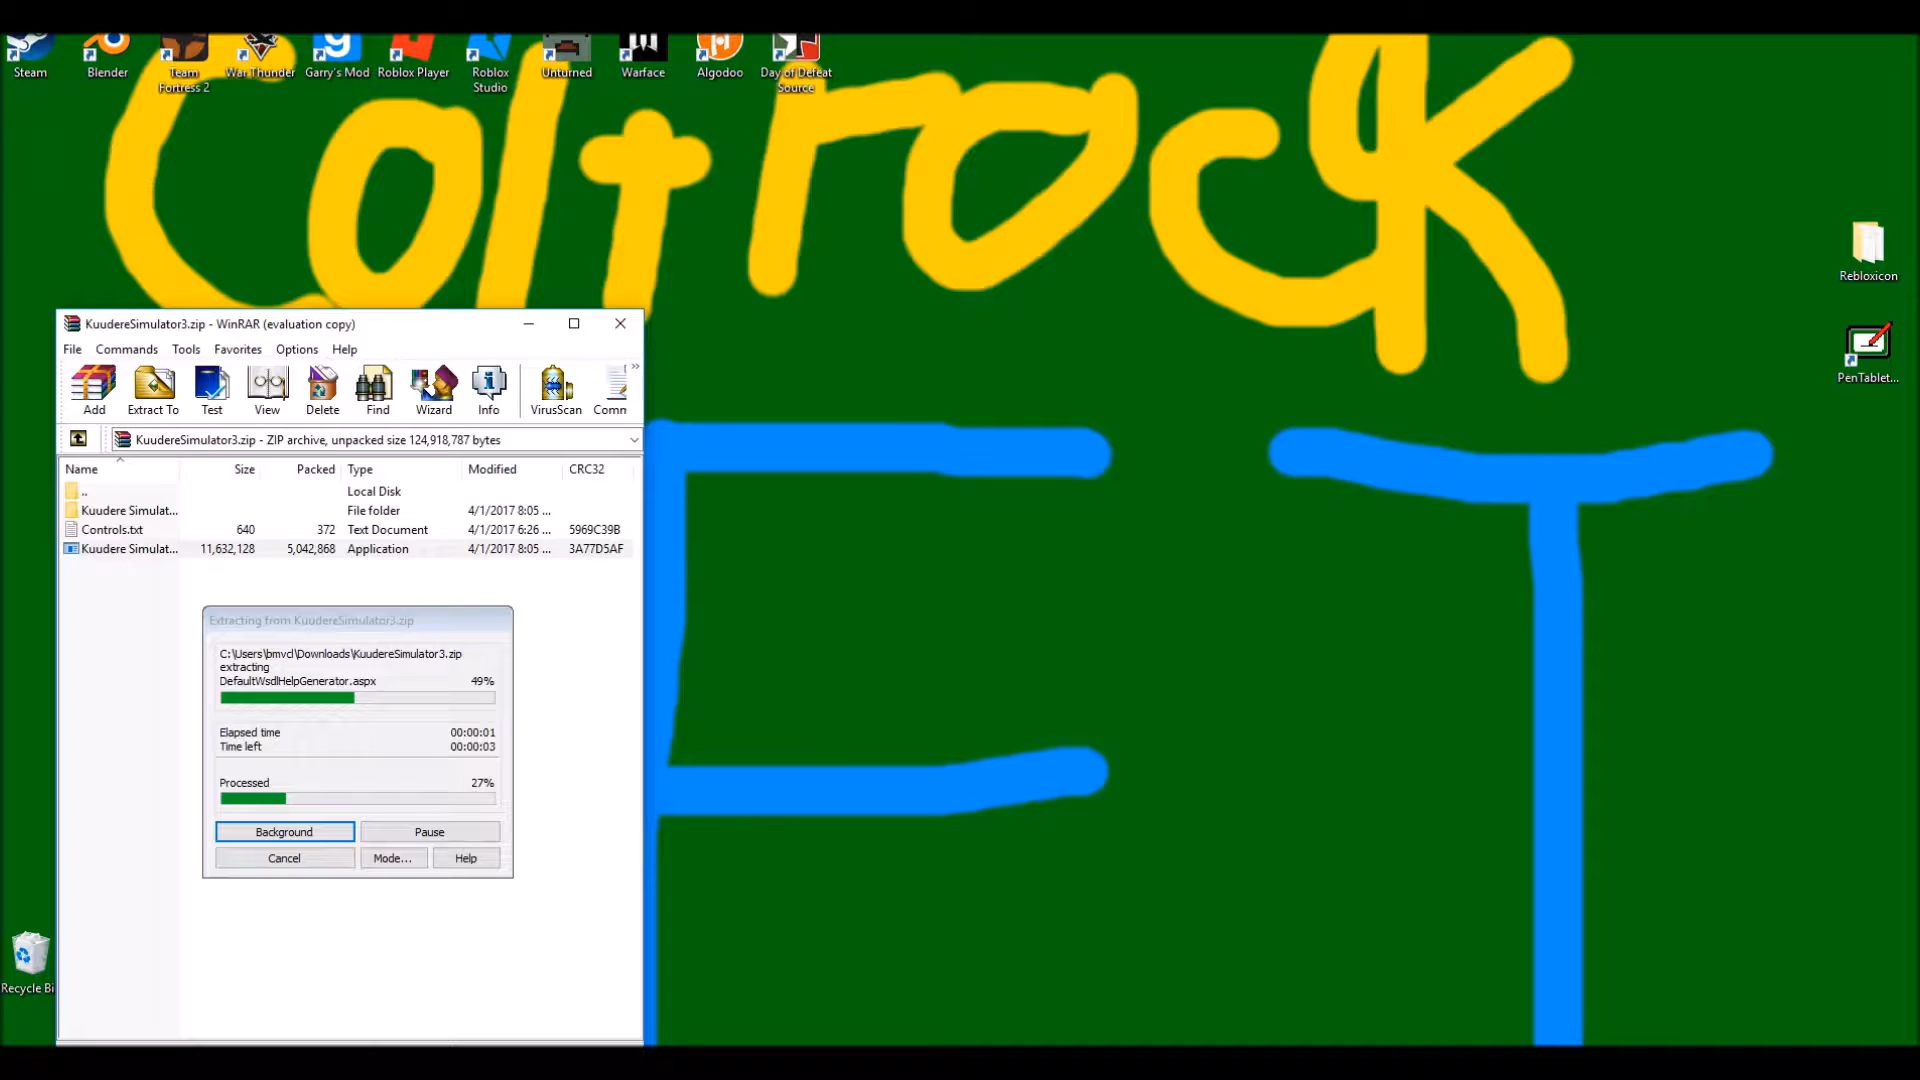 Steam
Blender
Team
Fortress 2
War Thunder
Garry's Mod
Roblox Player
Roblox
Studio
Unturned
Warface
Algodoo
Day of Defeat
Source
Coltrock
Rebloxicon
PenTablet...
FT
KuudereSimulator3.zip - WinRAR (evaluation copy)
File Commands Tools Favorites Options Help
Add Extract To Test View Delete Find Wizard Info VirusScan Comm
KuudereSimulator3.zip - ZIP archive, unpacked size 124,918,787 bytes
Name Size Packed Type Modified CRC32
.. Local Disk
Kuudere Simulat... File folder 4/1/2017 8:05 ...
Controls.txt 640 372 Text Document 4/1/2017 6:26 ... 5969C39B
Kuudere Simulat... 11,632,128 5,042,868 Application 4/1/2017 8:05 ... 3A77D5AF
Extracting from KuudereSimulator3.zip
C:\Users\bmvcl\Downloads\KuudereSimulator3.zip
extracting
DefaultWsdlHelpGenerator.aspx 49%
Elapsed time 00:00:01
Time left 00:00:03
Processed 27%
Background Pause
Cancel Mode... Help
Recycle Bi